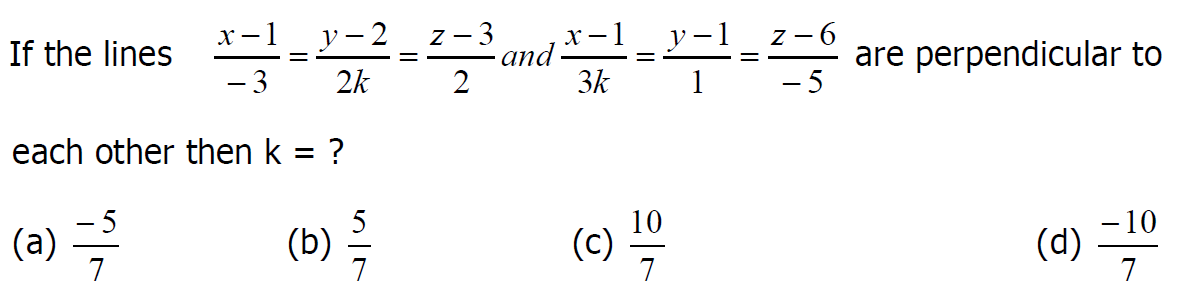 If the lines (x – 1)/(– 3) = (y – 2)/(2k) = (z – 3)/(2) and (x – 1)/(3k) = (y – 1)/(1) = (z – 6)/(– 5) are perpendicular to
each other then k = ?
(a) (– 5)/(7) (b) (5)/(7) (c) (10)/(7) (d) (– 10)/(7)